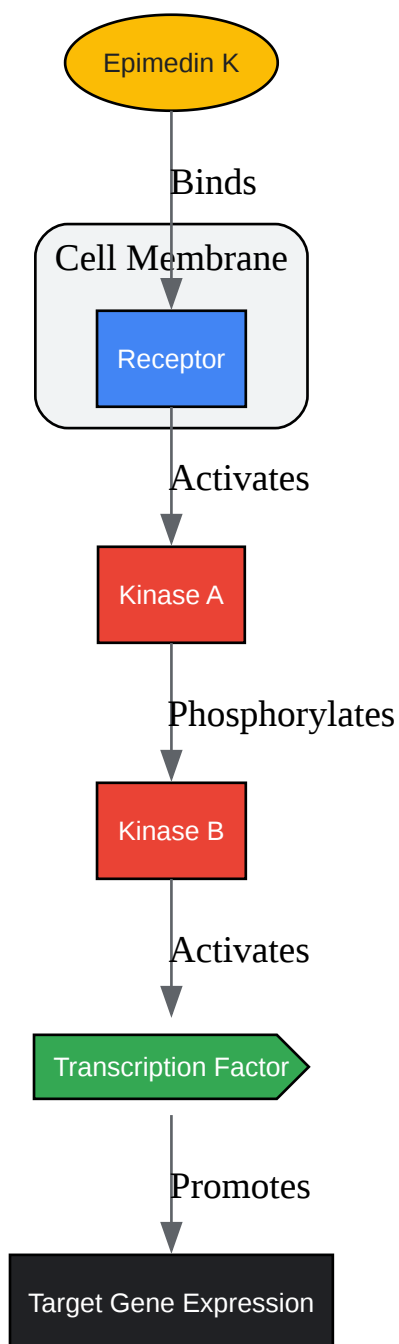 Epimedin K
Binds
Cell Membrane
Receptor
Activates
Kinase A
Phosphorylates
Kinase B
Activates
Transcription Factor
Promotes
Target Gene Expression